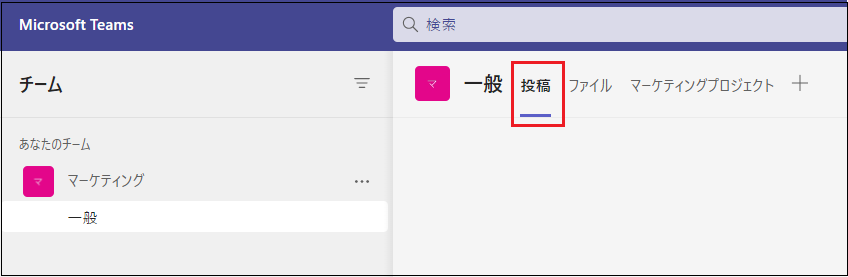 Microsoft Teams
検索
チーム
マ 一般 投稿 ファイル マーケティングプロジェクト
あなたのチーム
マ マーケティング
一般